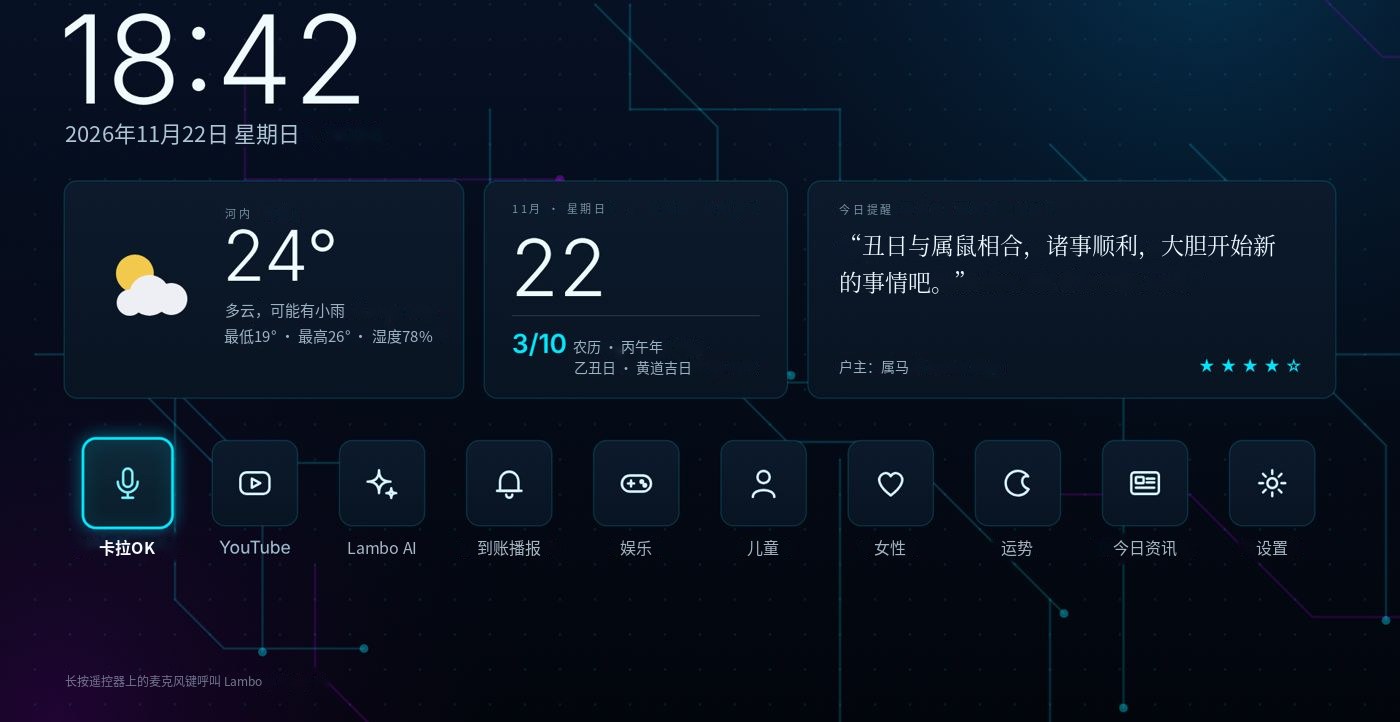 18:42
2026年11月22日 星期日
河内
24°
多云，可能有小雨
最低19° · 最高26° · 湿度78%
11月 · 星期日
22
3/10 农历 · 丙午年
乙丑日 · 黄道吉日
今日提醒
“丑日与属鼠相合，诸事顺利，大胆开始新
的事情吧。”
户主：属马
★★★★☆
卡拉OK
YouTube
Lambo AI
到账播报
娱乐
儿童
女性
运势
今日资讯
设置
长按遥控器上的麦克风键呼叫 Lambo